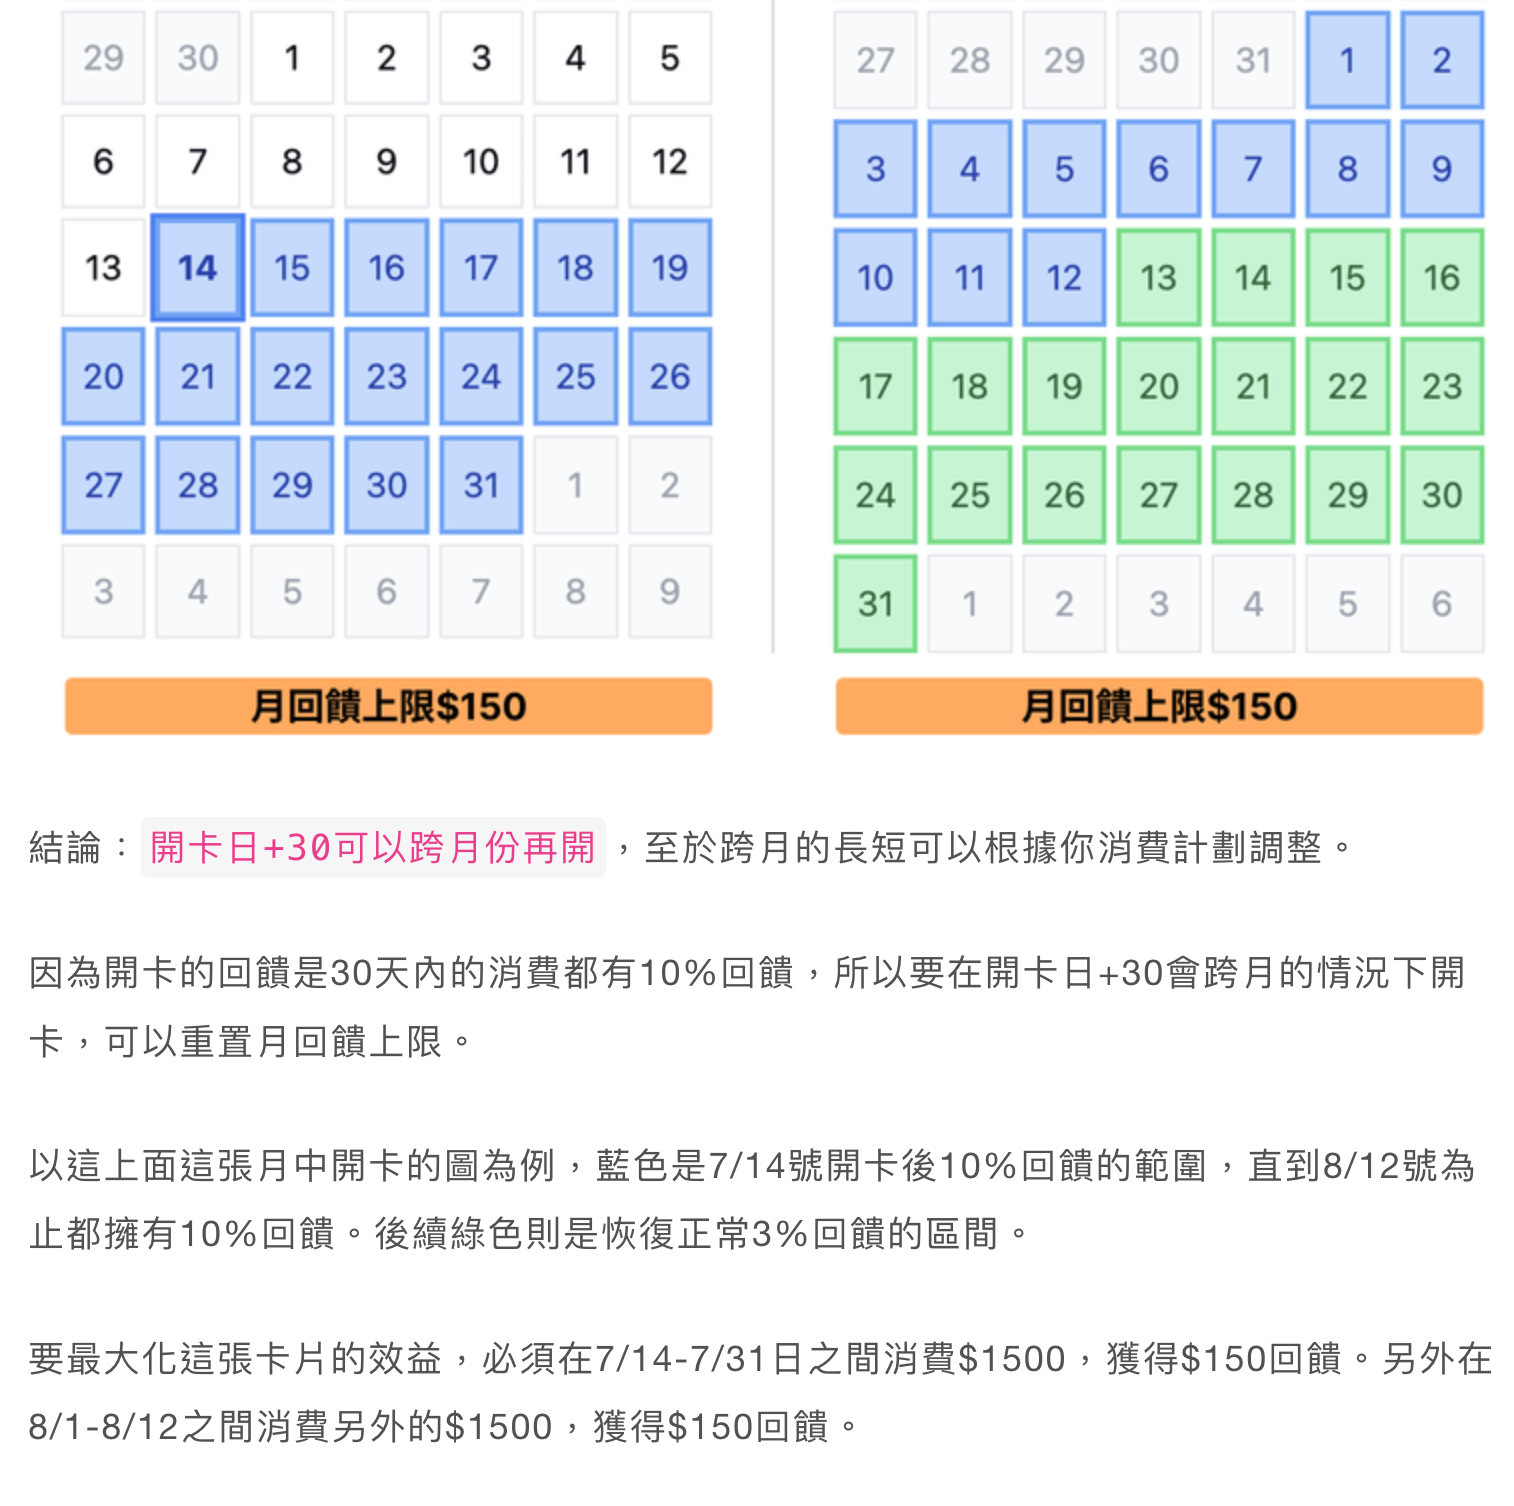 29 30 1 2 3 4 5
6 7 8 9 10 11 12
13 14 15 16 17 18 19
20 21 22 23 24 25 26
27 28 29 30 31 1 2
3 4 5 6 7 8 9
月回饋上限$150
27 28 29 30 31 1 2
3 4 5 6 7 8 9
10 11 12 13 14 15 16
17 18 19 20 21 22 23
24 25 26 27 28 29 30
31 1 2 3 4 5 6
月回饋上限$150
結論：開卡日+30可以跨月份再開，至於跨月的長短可以根據你消費計劃調整。
因為開卡的回饋是30天內的消費都有10%回饋，所以要在開卡日+30會跨月的情況下開
卡，可以重置月回饋上限。
以這上面這張月中開卡的圖為例，藍色是7/14號開卡後10%回饋的範圍，直到8/12號為
止都擁有10%回饋。後續綠色則是恢復正常3%回饋的區間。
要最大化這張卡片的效益，必須在7/14-7/31日之間消費$1500，獲得$150回饋。另外在
8/1-8/12之間消費另外的$1500，獲得$150回饋。